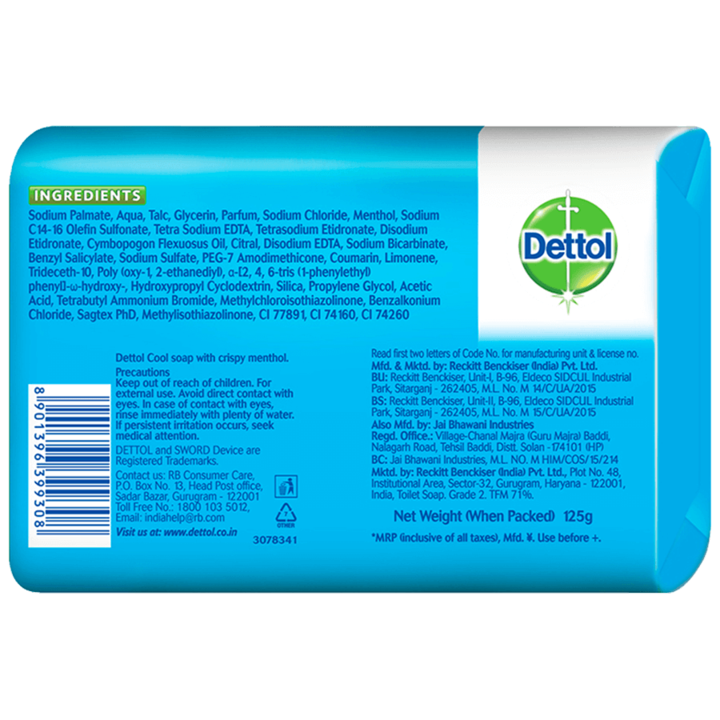 INGREDIENTS
Sodium Palmate, Aqua, Talc, Glycerin, Parfum, Sodium Chloride, Menthol, Sodium
C14-16 Olefin Sulfonate, Tetra Sodium EDTA, Tetrasodium Etidronate, Disodium
Etidronate, Cymbopogon Flexuosus Oil, Citral, Disodium EDTA, Sodium Bicarbinate,
Benzyl Salicylate, Sodium Sulfate, PEG-7 Amodimethicone, Coumarin, Limonene,
Trideceth-10, Poly (oxy-1, 2-ethanediyl), α-[2, 4, 6-tris (1-phenylethyl)
phenyl]-ω-hydroxy-, Hydroxypropyl Cyclodextrin, Silica, Propylene Glycol, Acetic
Acid, Tetrabutyl Ammonium Bromide, Methylchloroisothiazolinone, Benzalkonium
Chloride, Sagtex PhD, Methylisothiazolinone, CI 77891, CI 74160, CI 74260
Dettol
Dettol Cool soap with crispy menthol.
Precautions
Keep out of reach of children. For
external use. Avoid direct contact with
eyes. In case of contact with eyes,
rinse immediately with plenty of water.
If persistent irritation occurs, seek
medical attention.
DETTOL and SWORD Device are
Registered Trademarks.
Contact us: RB Consumer Care,
P.O. Box No. 13, Head Post office,
Sadar Bazar, Gurugram - 122001
Toll Free No.: 1800 103 5012,
Email: indiahelp@rb.com
Visit us at: www.dettol.co.in
8 901396 399308
7
OTHER
3078341
Read first two letters of Code No. for manufacturing unit & license no.
Mfd. & Mktd. by: Reckitt Benckiser (India) Pvt. Ltd.
BU: Reckitt Benckiser, Unit-I, B-96, Eldeco SIDCUL Industrial
Park, Sitarganj - 262405, M.L. No. M 14/C/UA/2015
BS: Reckitt Benckiser, Unit-II, B-96, Eldeco SIDCUL Industrial
Park, Sitarganj - 262405, M.L. No. M 15/C/UA/2015
Also Mfd. by: Jai Bhawani Industries
Regd. Office.: Village-Chanal Majra (Guru Majra) Baddi,
Nalagarh Road, Tehsil Baddi, Distt. Solan -174101 (HP)
BC: Jai Bhawani industries, M.L. NO. M HIM/COS/15/214
Mktd. by: Reckitt Benckiser (India) Pvt. Ltd., Plot No. 48,
Institutional Area, Sector-32, Gurugram, Haryana - 122001,
India, Toilet Soap. Grade 2. TFM 71%.
Net Weight (When Packed) 125g
*MRP (inclusive of all taxes), Mfd. ¥. Use before +.